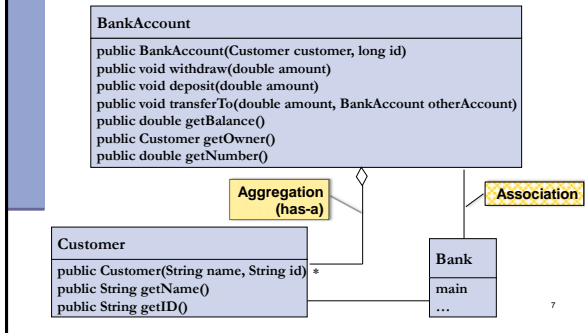 BankAccount
public BankAccount(Customer customer, long id)
public void withdraw(double amount)
public void deposit(double amount)
public void transferTo(double amount, BankAccount otherAccount)
public double getBalance()
public Customer getOwner()
public double getNumber()
Aggregation
(has-a)
Association
Customer
public Customer(String name, String id)
*
public String getName()
public String getID()
Bank
main
…
7